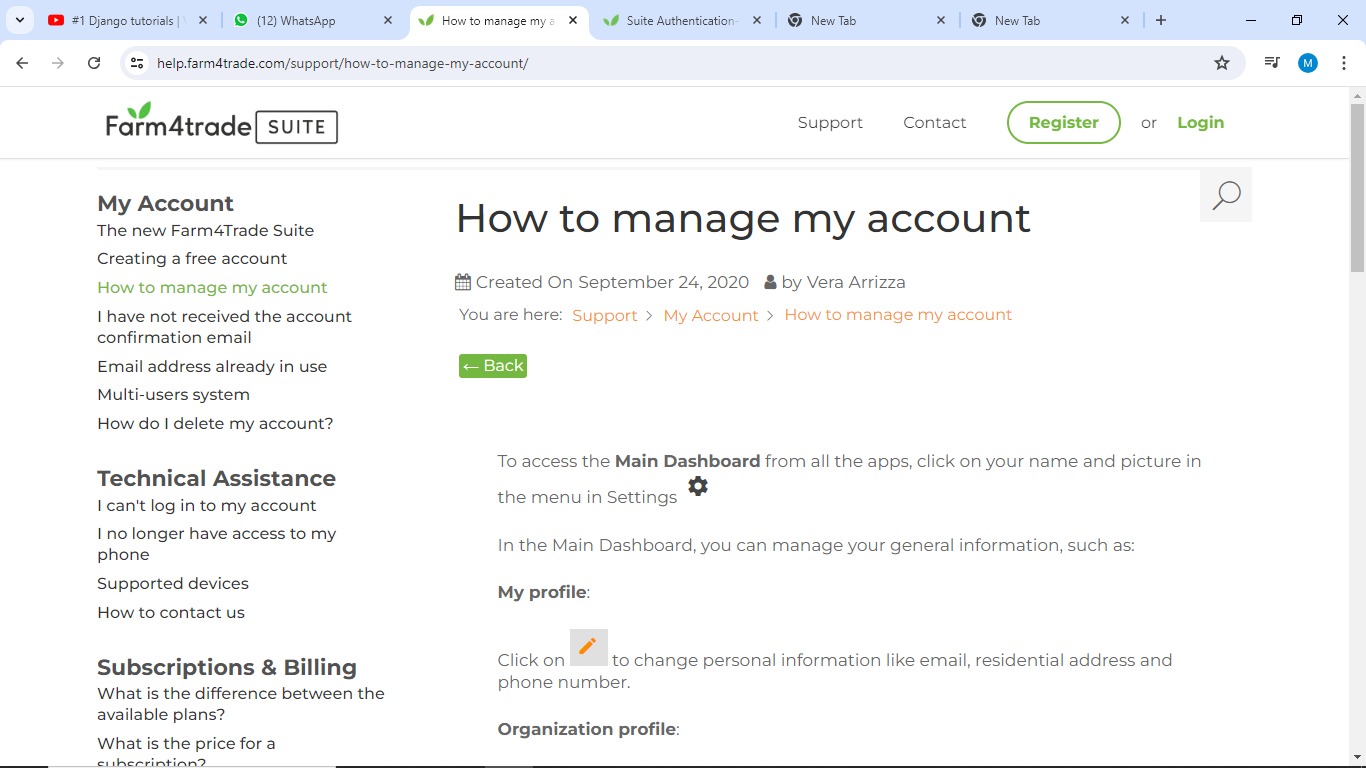 #1 Django tutorials |
(12) WhatsApp
How to manage my a
Suite Authentication
New Tab
New Tab
help.farm4trade.com/support/how-to-manage-my-account/
M
Farm4trade SUITE
Support
Contact
Register
or
Login
My Account
The new Farm4Trade Suite
Creating a free account
How to manage my account
I have not received the account
confirmation email
Email address already in use
Multi-users system
How do I delete my account?
Technical Assistance
I can't log in to my account
I no longer have access to my
phone
Supported devices
How to contact us
Subscriptions & Billing
What is the difference between the
available plans?
What is the price for a
subscription?
How to manage my account
Created On September 24, 2020 by Vera Arrizza
You are here: Support > My Account > How to manage my account
← Back
To access the Main Dashboard from all the apps, click on your name and picture in
the menu in Settings
In the Main Dashboard, you can manage your general information, such as:
My profile:
Click on to change personal information like email, residential address and
phone number.
Organization profile: